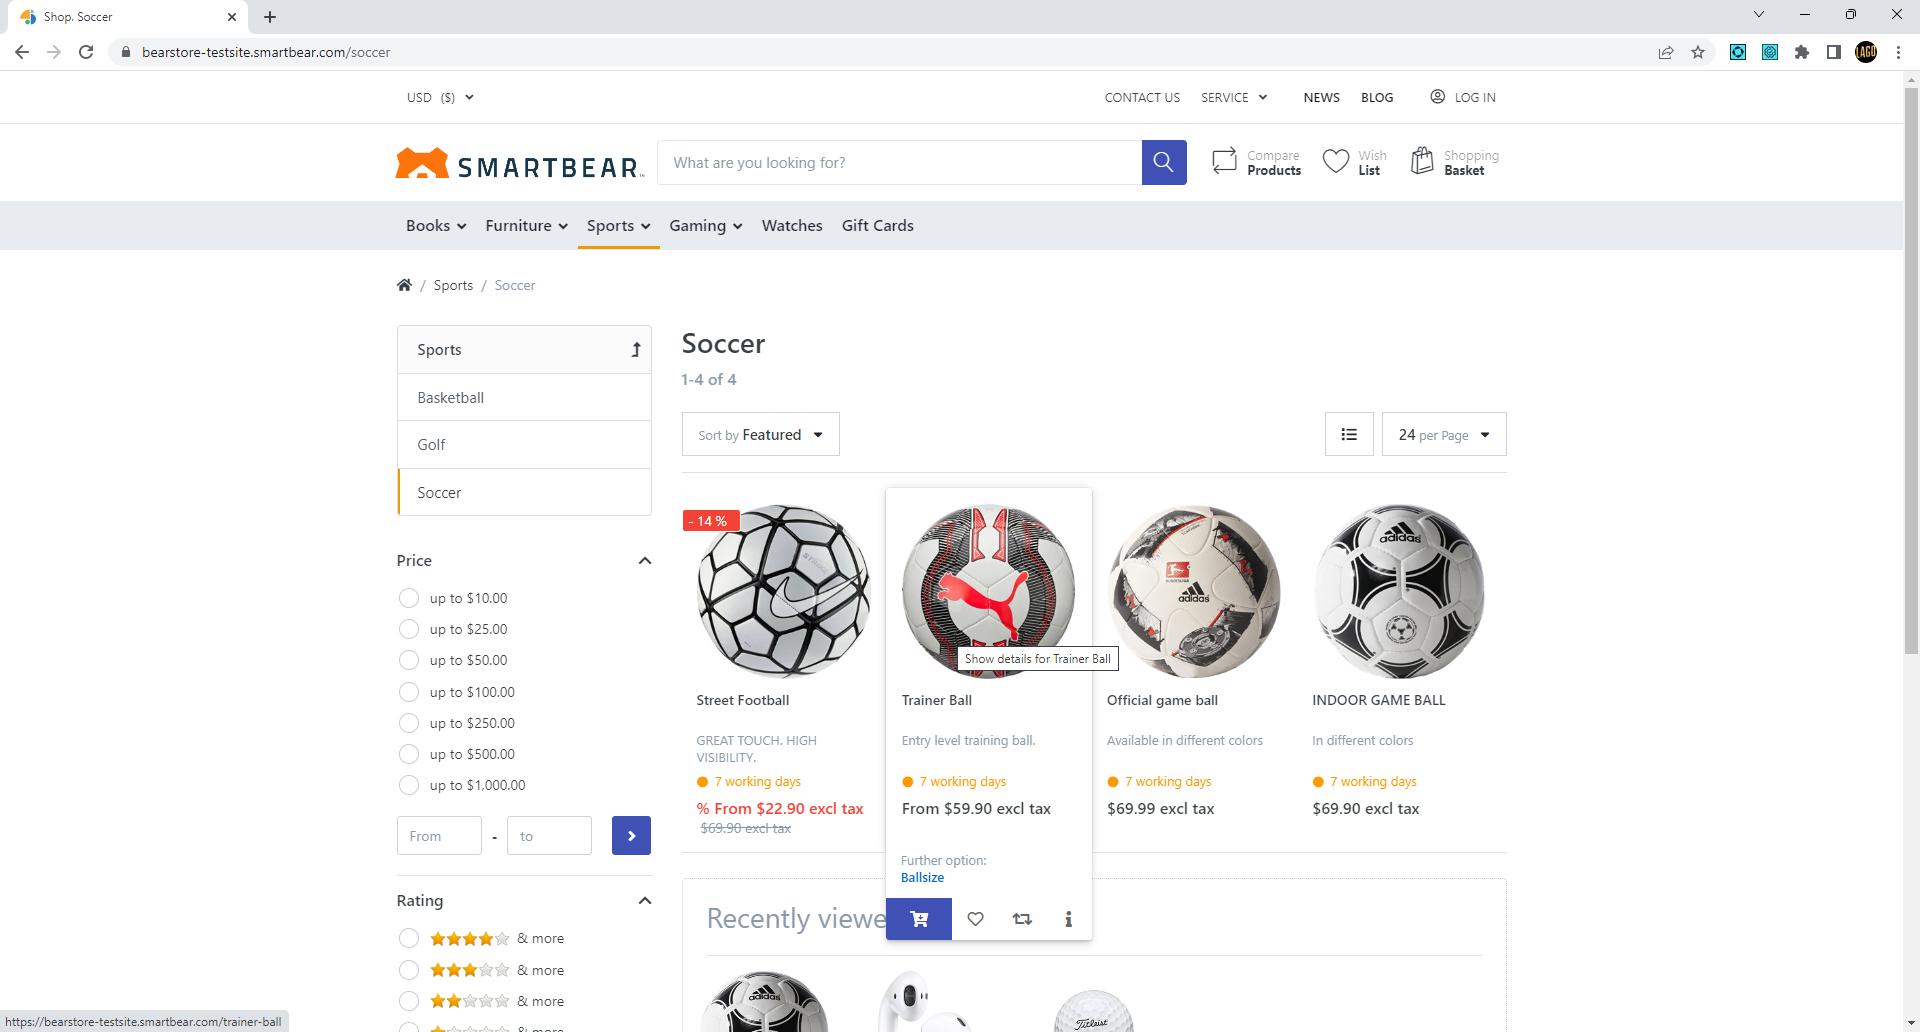 Shop. Soccer
bearstore-testsite.smartbear.com/soccer
LAGO
USD ($)
CONTACT US SERVICE NEWS BLOG LOG IN
SMARTBEAR
What are you looking for?
Compare
Products
Wish
List
Shopping
Basket
Books Furniture Sports Gaming Watches Gift Cards
/ Sports / Soccer
Sports
Basketball
Golf
Soccer
Price
up to $10.00
up to $25.00
up to $50.00
up to $100.00
up to $250.00
up to $500.00
up to $1,000.00
From - to
Rating
& more
& more
& more
& more
Soccer
1-4 of 4
Sort by Featured
24 per Page
- 14 %
Street Football
GREAT TOUCH. HIGH
VISIBILITY.
7 working days
% From $22.90 excl tax
$69.90 excl tax
Show details for Trainer Ball
Trainer Ball
Entry level training ball.
7 working days
From $59.90 excl tax
Further option:
Ballsize
BUNDESLIGA
adidas
Official game ball
Available in different colors
7 working days
$69.99 excl tax
adidas
INDOOR GAME BALL
In different colors
7 working days
$69.90 excl tax
Recently viewe
adidas
Titleist
https://bearstore-testsite.smartbear.com/trainer-ball